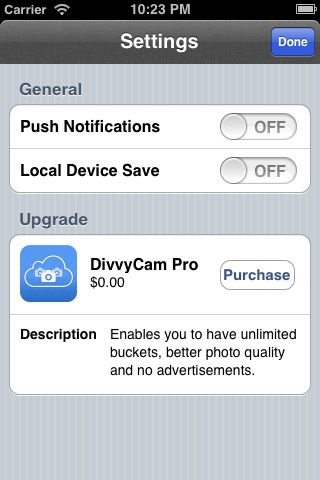 Carrier 10:23 PM
Settings Done
General
Push Notifications OFF
Local Device Save OFF
Upgrade
DivvyCam Pro
$0.00
Purchase
Description Enables you to have unlimited
buckets, better photo quality
and no advertisements.